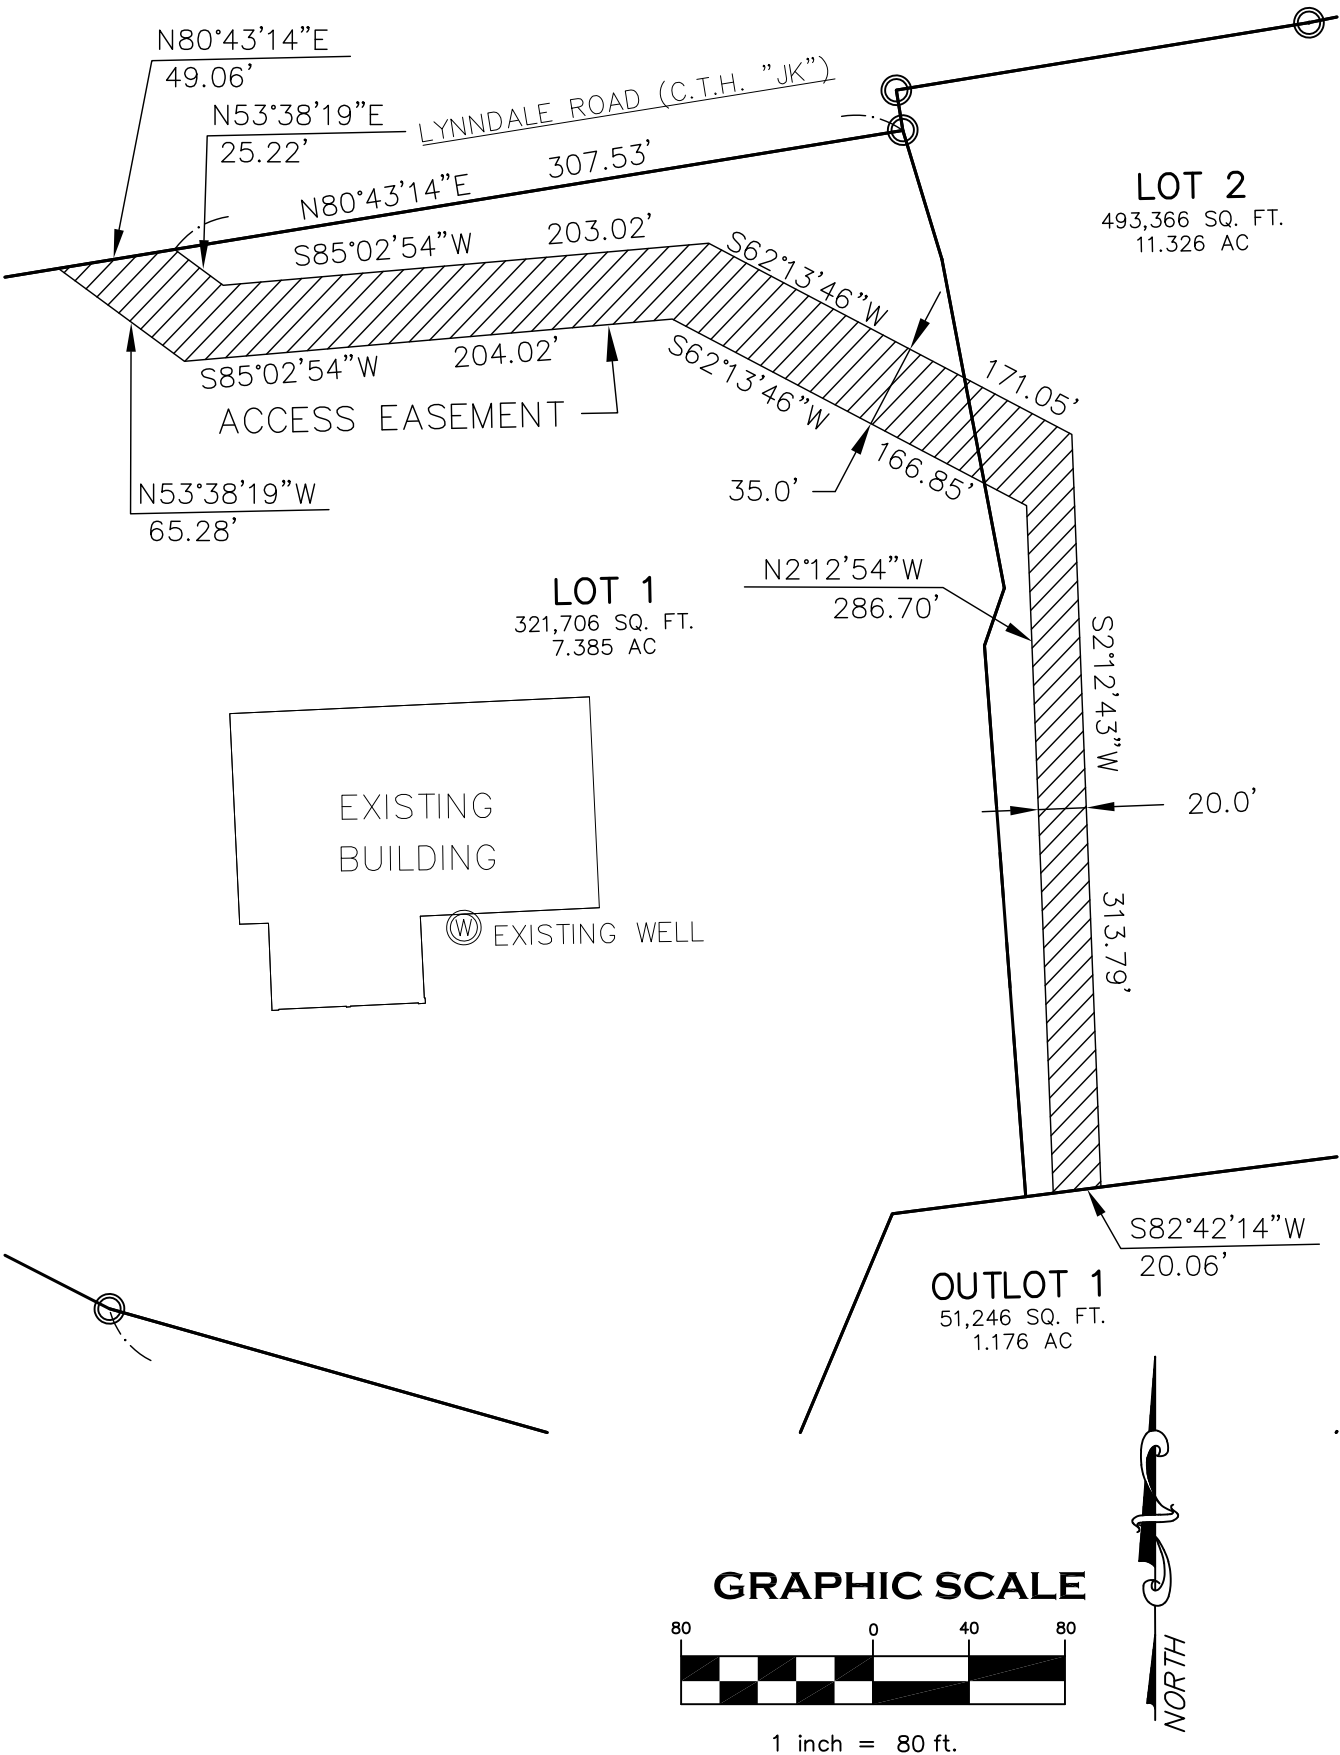 N80°43'14"E
49.06'
N53°38'19"E
25.22'
LYNNDALE ROAD (C.T.H. "JK")
N80°43'14"E 307.53'
LOT 2
493,366 SQ. FT.
11.326 AC
S85°02'54"W 203.02'
S62°13'46"W 171.05'
S85°02'54"W 204.02'
S62°13'46"W 166.85'
ACCESS EASEMENT
35.0'
N53°38'19"W
65.28'
N2°12'54"W
286.70'
LOT 1
321,706 SQ. FT.
7.385 AC
S2°12'43"W 313.79'
20.0'
EXISTING
BUILDING
W EXISTING WELL
S82°42'14"W
20.06'
OUTLOT 1
51,246 SQ. FT.
1.176 AC
GRAPHIC SCALE
80 0 40 80
1 inch = 80 ft.
NORTH